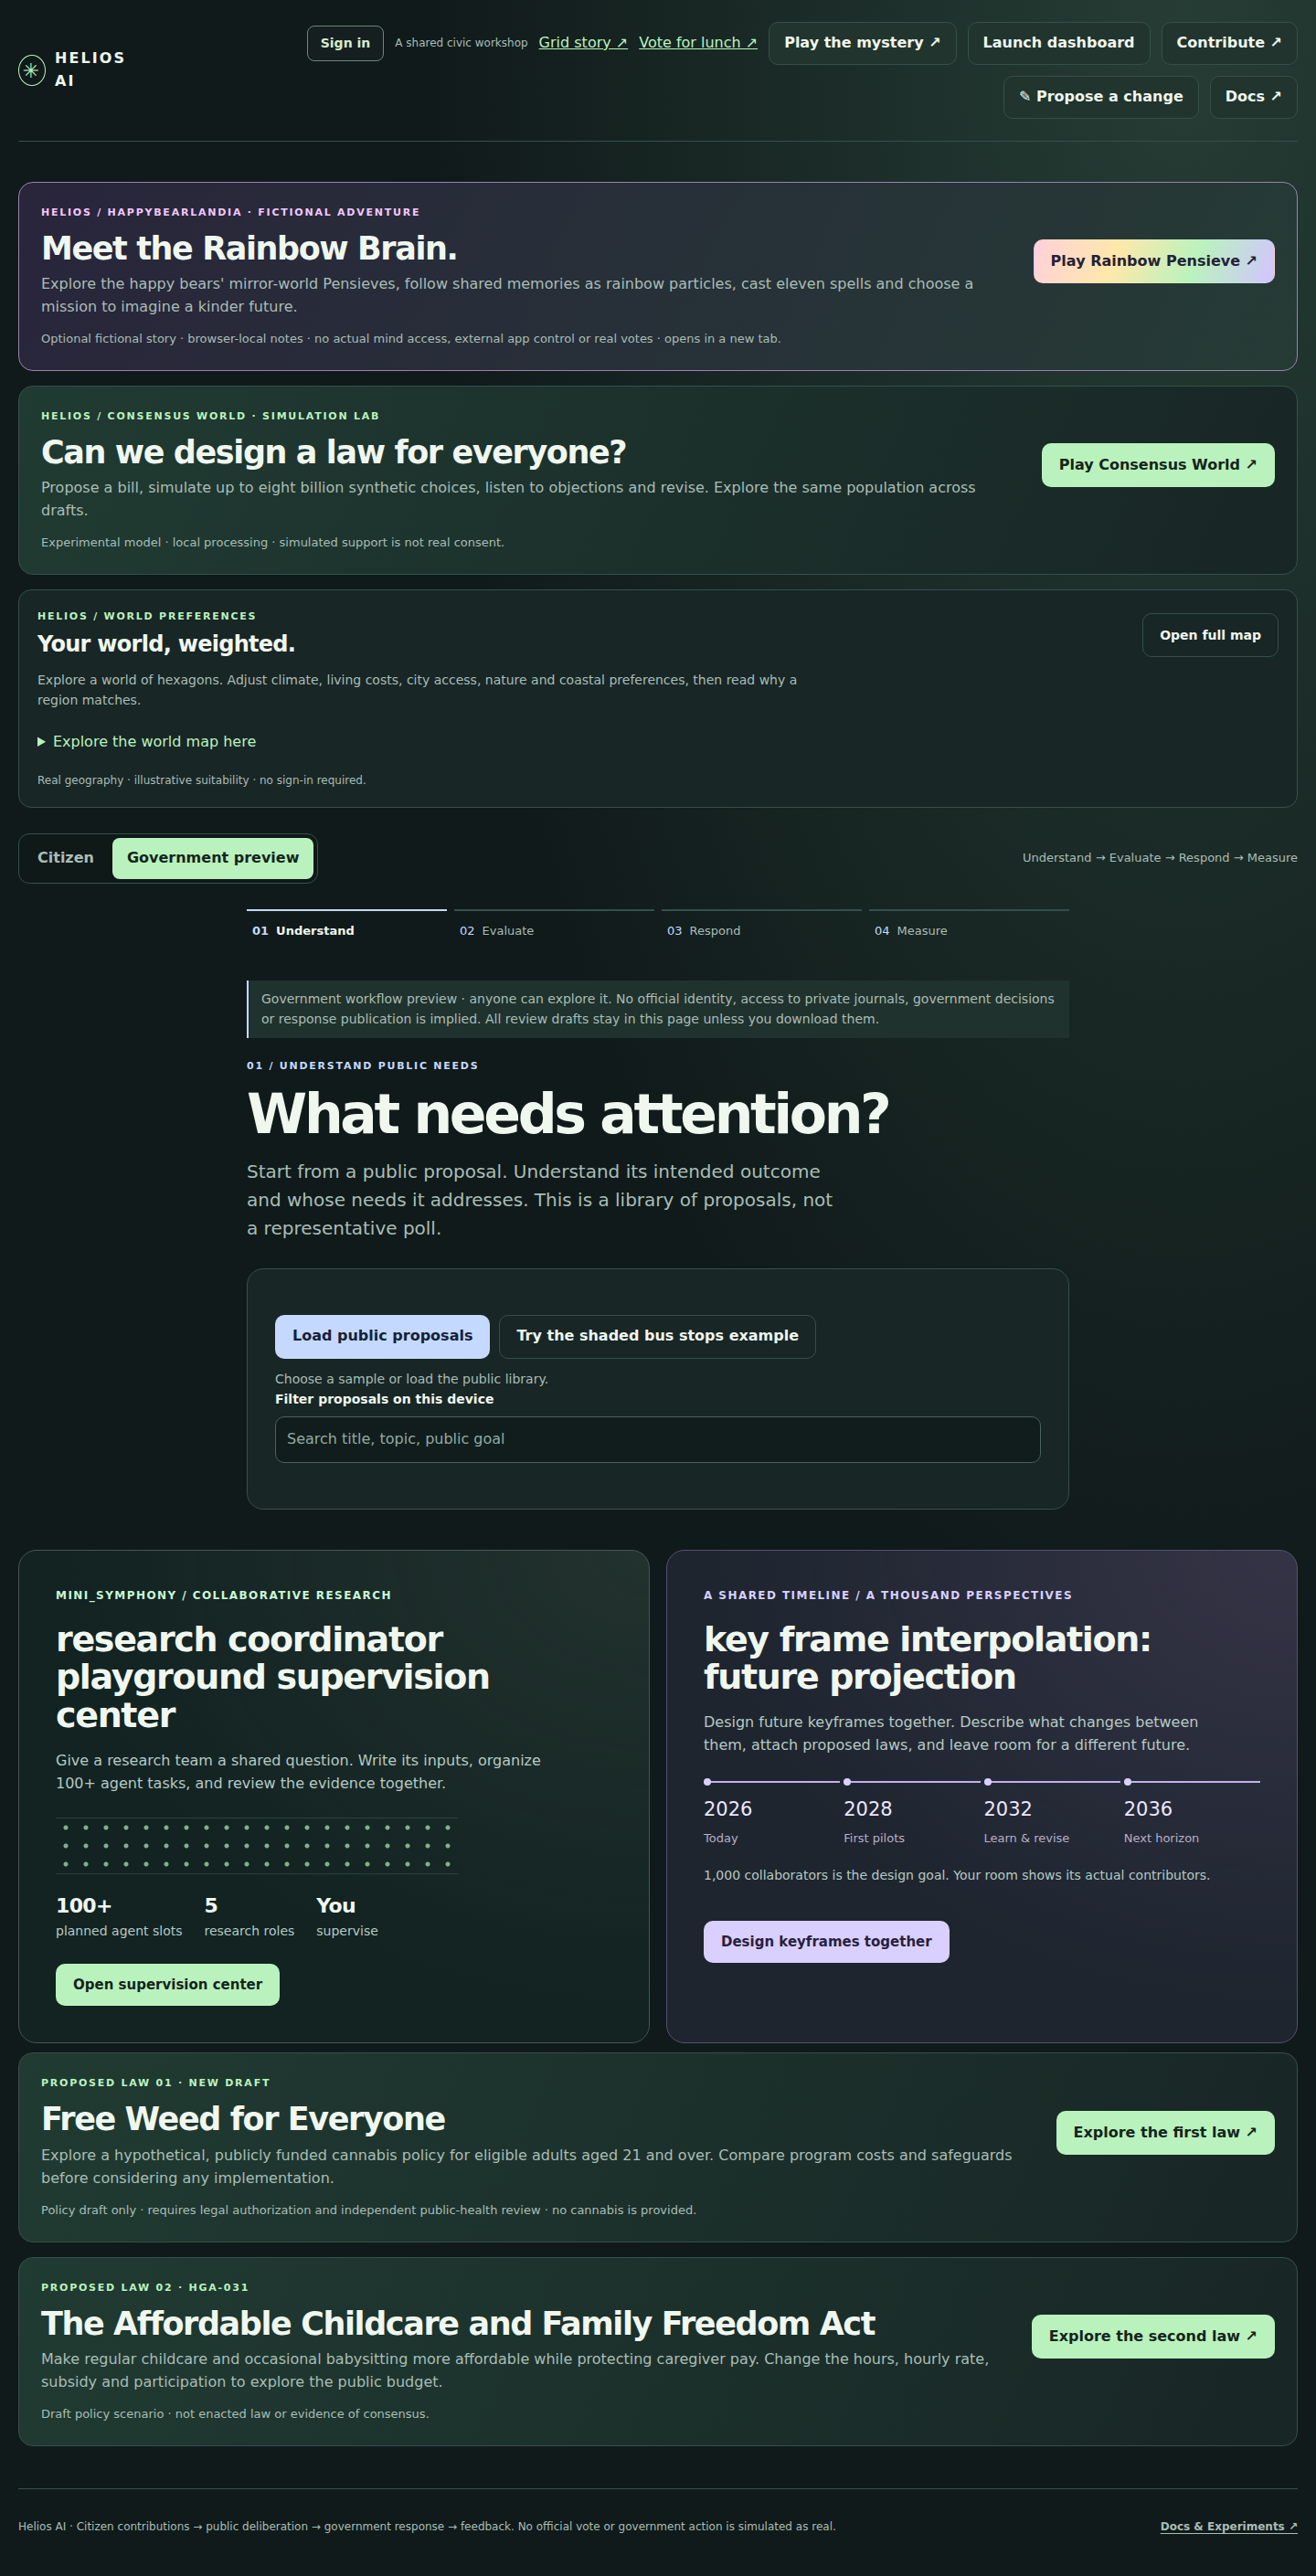 HELIOS
AI
Sign in
A shared civic workshop
Grid story ↗
Vote for lunch ↗
Play the mystery ↗
Launch dashboard
Contribute ↗
✎ Propose a change
Docs ↗
HELIOS / HAPPYBEARLANDIA · FICTIONAL ADVENTURE
Meet the Rainbow Brain.
Explore the happy bears' mirror-world Pensieves, follow shared memories as rainbow particles, cast eleven spells and choose a
mission to imagine a kinder future.
Optional fictional story · browser-local notes · no actual mind access, external app control or real votes · opens in a new tab.
Play Rainbow Pensieve ↗
HELIOS / CONSENSUS WORLD · SIMULATION LAB
Can we design a law for everyone?
Propose a bill, simulate up to eight billion synthetic choices, listen to objections and revise. Explore the same population across
drafts.
Experimental model · local processing · simulated support is not real consent.
Play Consensus World ↗
HELIOS / WORLD PREFERENCES
Your world, weighted.
Explore a world of hexagons. Adjust climate, living costs, city access, nature and coastal preferences, then read why a
region matches.
▶ Explore the world map here
Real geography · illustrative suitability · no sign-in required.
Open full map
Citizen
Government preview
Understand → Evaluate → Respond → Measure
01 Understand
02 Evaluate
03 Respond
04 Measure
Government workflow preview · anyone can explore it. No official identity, access to private journals, government decisions
or response publication is implied. All review drafts stay in this page unless you download them.
01 / UNDERSTAND PUBLIC NEEDS
What needs attention?
Start from a public proposal. Understand its intended outcome
and whose needs it addresses. This is a library of proposals, not
a representative poll.
Load public proposals
Try the shaded bus stops example
Choose a sample or load the public library.
Filter proposals on this device
Search title, topic, public goal
MINI_SYMPHONY / COLLABORATIVE RESEARCH
research coordinator
playground supervision
center
Give a research team a shared question. Write its inputs, organize
100+ agent tasks, and review the evidence together.
100+
planned agent slots
5
research roles
You
supervise
Open supervision center
A SHARED TIMELINE / A THOUSAND PERSPECTIVES
key frame interpolation:
future projection
Design future keyframes together. Describe what changes between
them, attach proposed laws, and leave room for a different future.
2026
Today
2028
First pilots
2032
Learn & revise
2036
Next horizon
1,000 collaborators is the design goal. Your room shows its actual contributors.
Design keyframes together
PROPOSED LAW 01 · NEW DRAFT
Free Weed for Everyone
Explore a hypothetical, publicly funded cannabis policy for eligible adults aged 21 and over. Compare program costs and safeguards
before considering any implementation.
Policy draft only · requires legal authorization and independent public-health review · no cannabis is provided.
Explore the first law ↗
PROPOSED LAW 02 · HGA-031
The Affordable Childcare and Family Freedom Act
Make regular childcare and occasional babysitting more affordable while protecting caregiver pay. Change the hours, hourly rate,
subsidy and participation to explore the public budget.
Draft policy scenario · not enacted law or evidence of consensus.
Explore the second law ↗
Helios AI · Citizen contributions → public deliberation → government response → feedback. No official vote or government action is simulated as real.
Docs & Experiments ↗